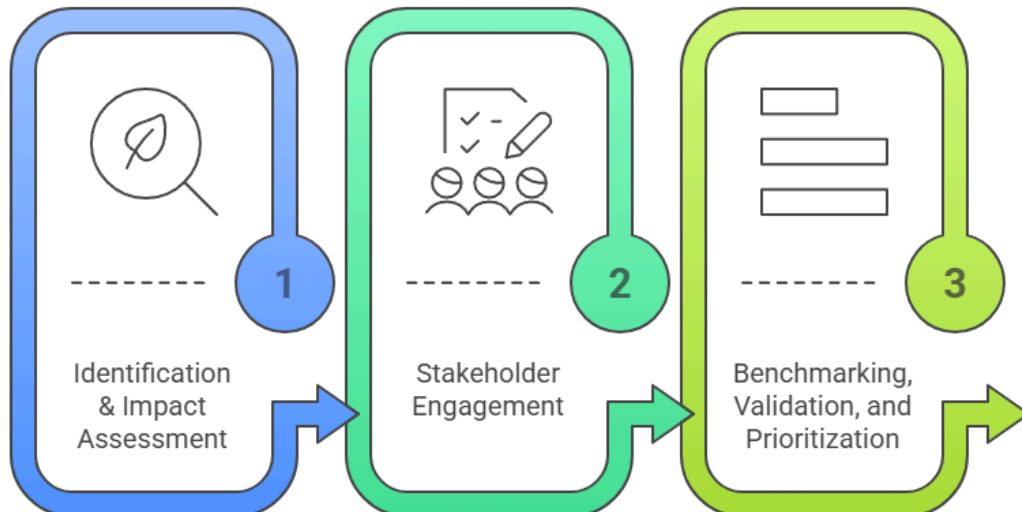 1
Identification
& Impact
Assessment
2
Stakeholder
Engagement
3
Benchmarking,
Validation, and
Prioritization